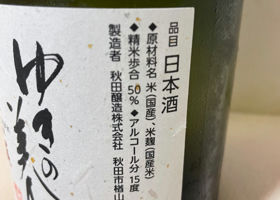 品目 日本酒
◆原材料名 米(国産)、米麹(国産米)
◆精米歩合 50% ◆アルコール分 15度
製造者 秋田醸造株式会社 秋田市楢山
ゆきの美人